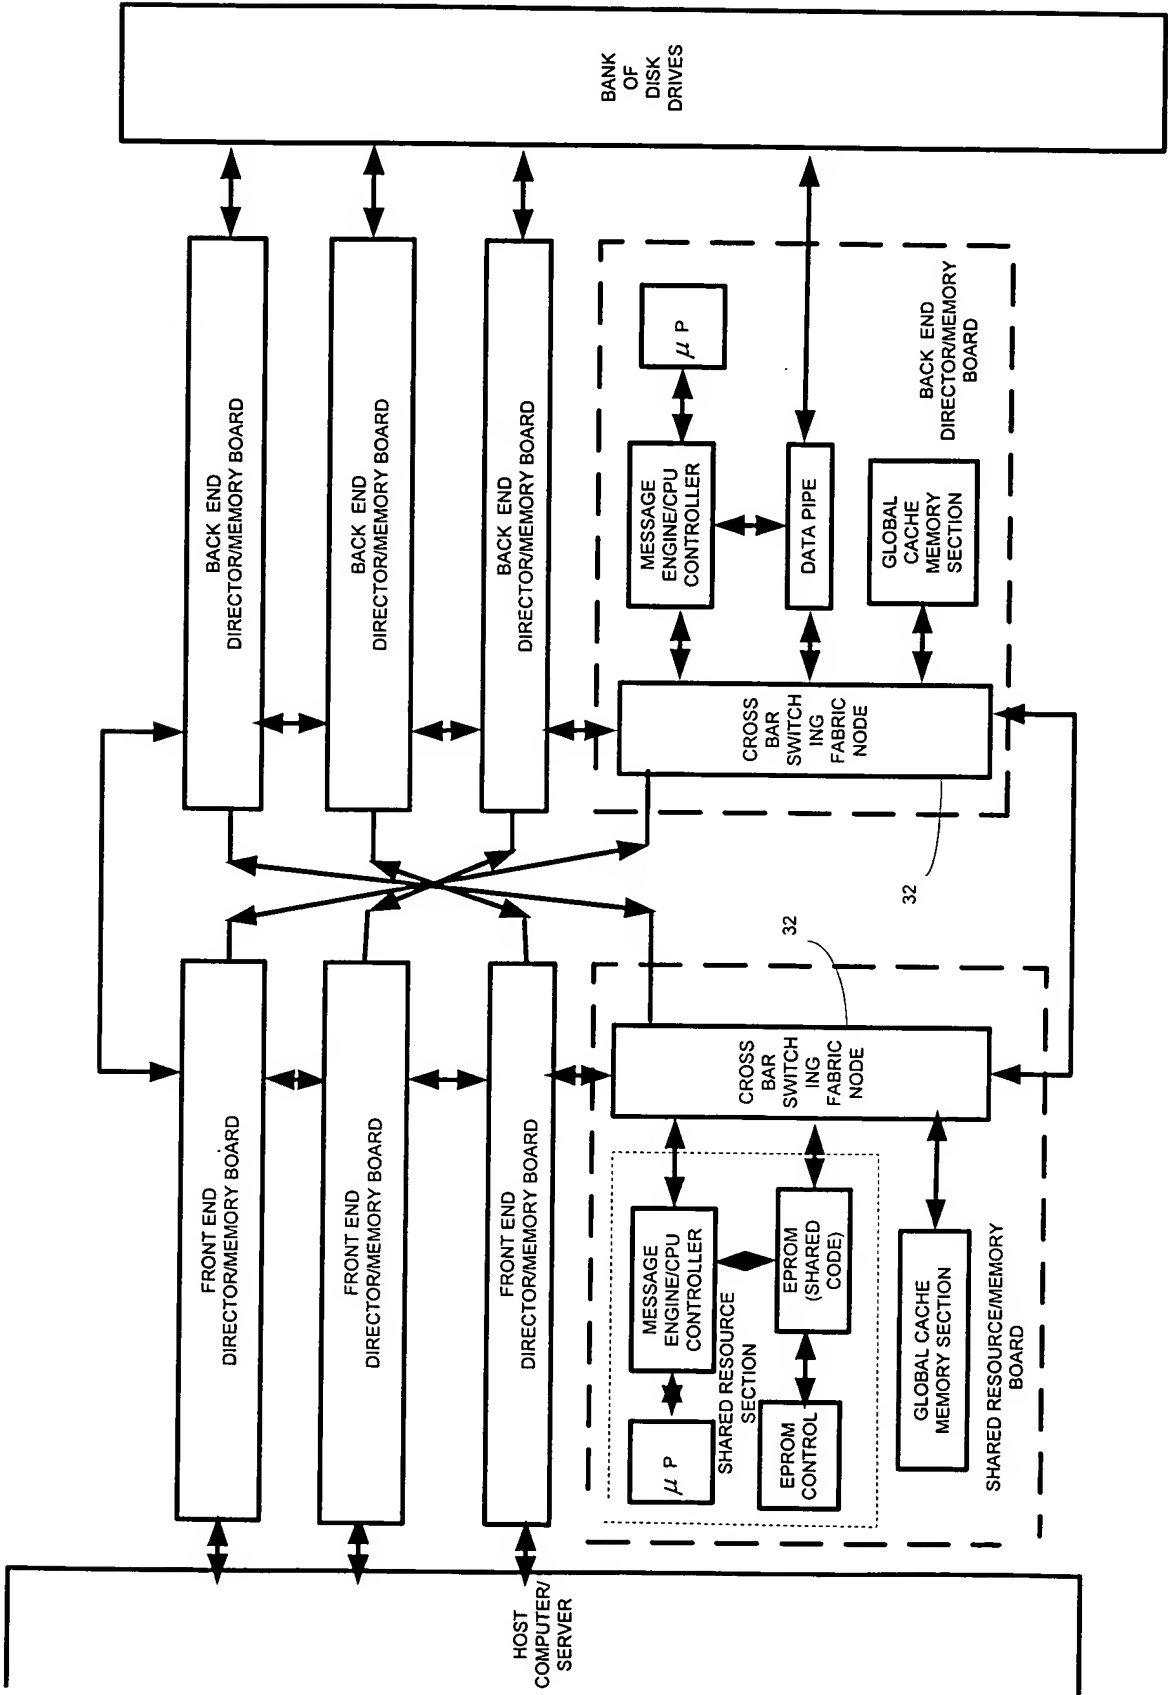 HOST
COMPUTER/
SERVER
FRONT END
DIRECTOR/MEMORY BOARD
FRONT END
DIRECTOR/MEMORY BOARD
FRONT END
DIRECTOR/MEMORY BOARD
μ P
MESSAGE
ENGINE/CPU
CONTROLLER
SHARED RESOURCE
SECTION
EPROM
CONTROL
EPROM
(SHARED
CODE)
GLOBAL CACHE
MEMORY SECTION
SHARED RESOURCE/MEMORY
BOARD
CROSS
BAR
SWITCH
ING
FABRIC
NODE
32
BACK END
DIRECTOR/MEMORY BOARD
BACK END
DIRECTOR/MEMORY BOARD
BACK END
DIRECTOR/MEMORY BOARD
CROSS
BAR
SWITCH
ING
FABRIC
NODE
32
MESSAGE
ENGINE/CPU
CONTROLLER
μ P
DATA PIPE
GLOBAL
CACHE
MEMORY
SECTION
BACK END
DIRECTOR/MEMORY
BOARD
BANK
OF
DISK
DRIVES